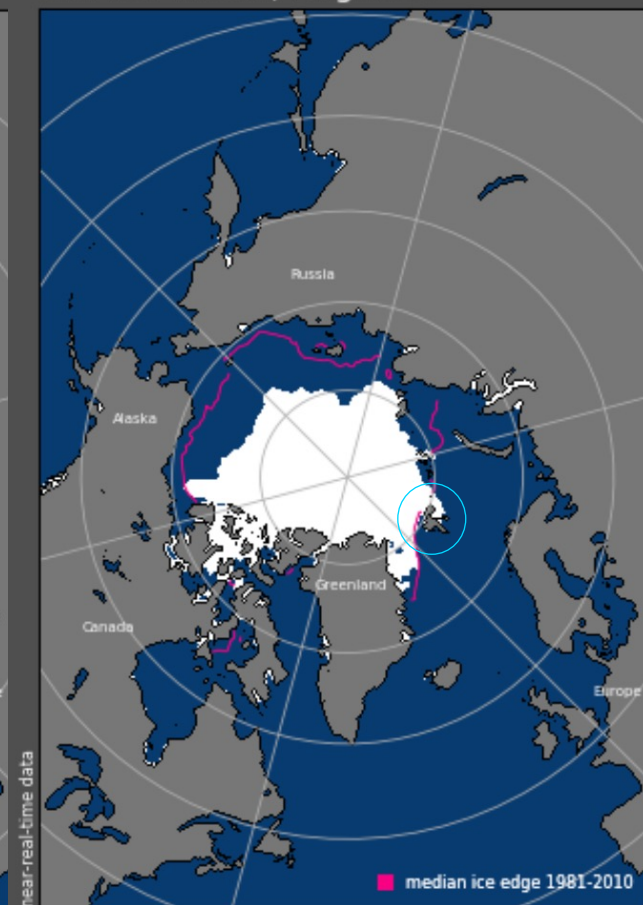 Russia
Alaska
Greenland
Canada
Europe
near-real-time data
median ice edge 1981-2010